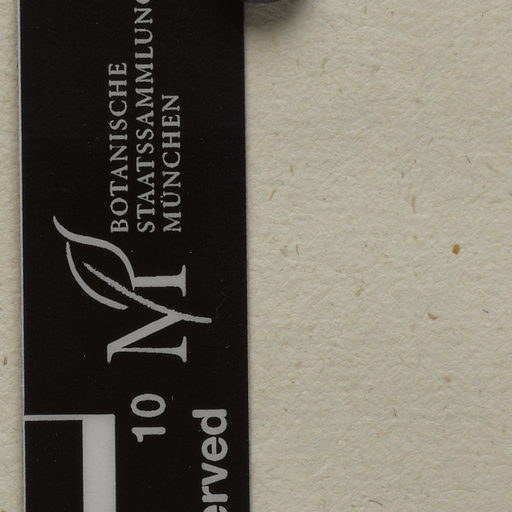 BOTANISCHE
STAATSSAMMLUNG
MÜNCHEN
10
erved